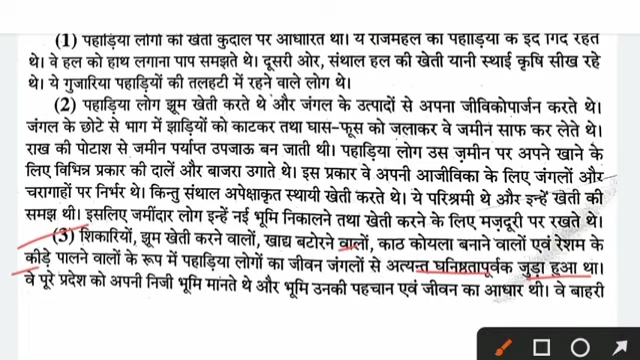 (1) पहाड़िया लोगों की खेती कुदाल पर आधारित थी। ये राजमहल की पहाड़ियों के इर्द गिर्द रहते
थे। वे हल को हाथ लगाना पाप समझते थे। दूसरी ओर, संथाल हल की खेती यानी स्थाई कृषि सीख रहे
थे। ये गुजारिया पहाड़ियों की तलहटी में रहने वाले लोग थे।
(2) पहाड़िया लोग झूम खेती करते थे और जंगल के उत्पादों से अपना जीविकोपार्जन करते थे।
जंगल के छोटे से भाग में झाड़ियों को काटकर तथा घास-फूस को जलाकर वे जमीन साफ कर लेते थे।
राख की पोटाश से जमीन पर्याप्त उपजाऊ बन जाती थी। पहाड़िया लोग उस ज़मीन पर अपने खाने के
लिए विभिन्न प्रकार की दालें और बाजरा उगाते थे। इस प्रकार वे अपनी आजीविका के लिए जंगलों और
चरागाहों पर निर्भर थे। किन्तु संथाल अपेक्षाकृत स्थायी खेती करते थे। ये परिश्रमी थे और इन्हें खेती की
समझ थी। इसलिए जमींदार लोग इन्हें नई भूमि निकालने तथा खेती करने के लिए मज़दूरी पर रखते थे।
(3) शिकारियों, झूम खेती करने वालों, खाद्य बटोरने वालों, काठ कोयला बनाने वालों एवं रेशम के
कीड़े पालने वालों के रूप में पहाड़िया लोगों का जीवन जंगलों से अत्यन्त घनिष्ठतापूर्वक जुड़ा हुआ था।
वे पूरे प्रदेश को अपनी निजी भूमि मानते थे और भूमि उनकी पहचान एवं जीवन का आधार थी। वे बाहरी